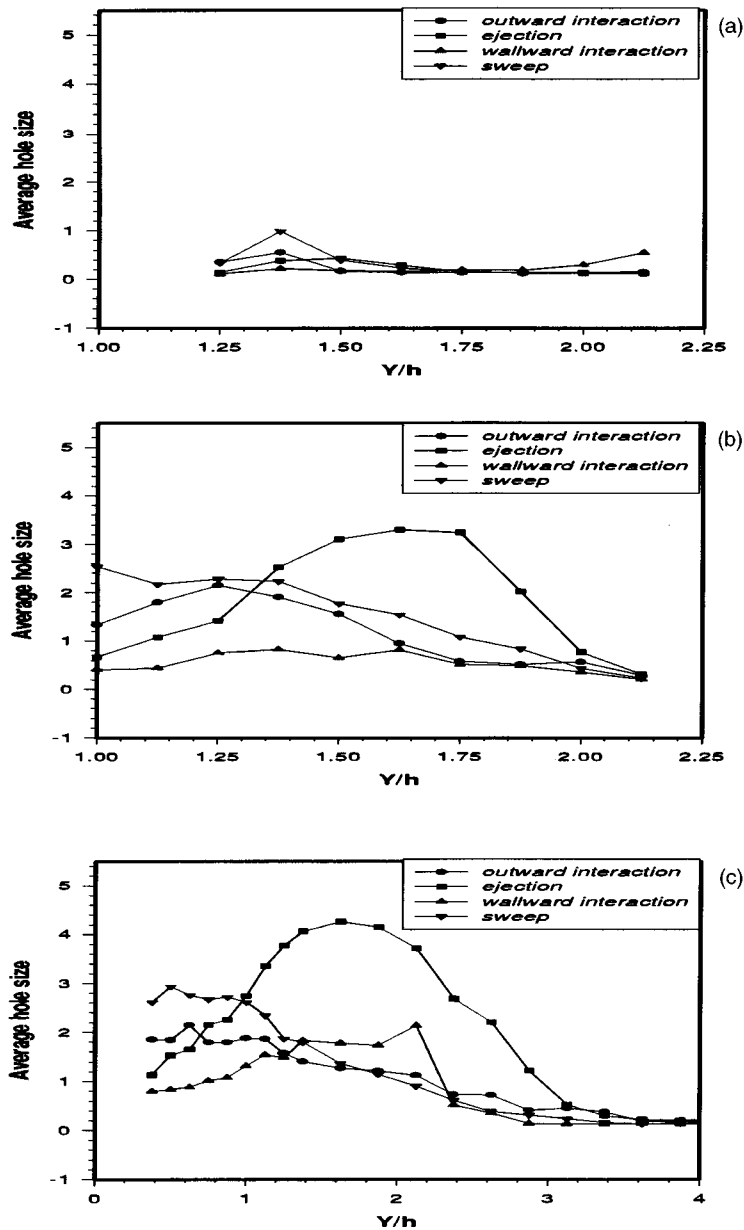 (a)
outward interaction
ejection
wallward interaction
sweep
Average hole size
5
4
3
2
1
0
-1
1.00 1.25 1.50 1.75 2.00 2.25
Y/h
(b)
outward interaction
ejection
wallward interaction
sweep
Average hole size
5
4
3
2
1
0
-1
1.00 1.25 1.50 1.75 2.00 2.25
Y/h
(c)
outward interaction
ejection
wallward interaction
sweep
Average hole size
5
4
3
2
1
0
-1
0 1 2 3 4
Y/h